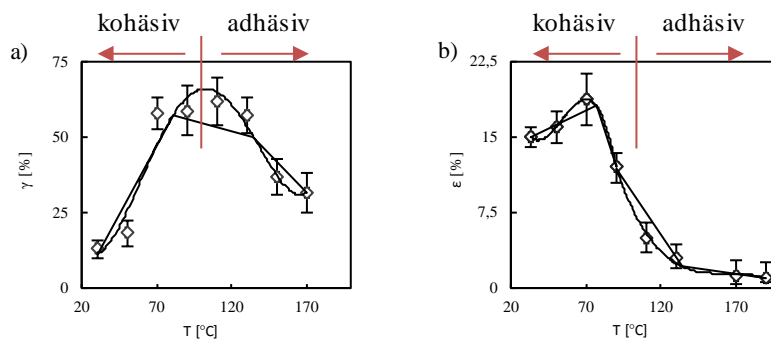 kohäsiv adhäsiv
a)
75
50
25
0
γ [%]
20 70 120 170
T [°C]
kohäsiv adhäsiv
b)
22,5
15
7,5
0
ε [%]
20 70 120 170
T [°C]